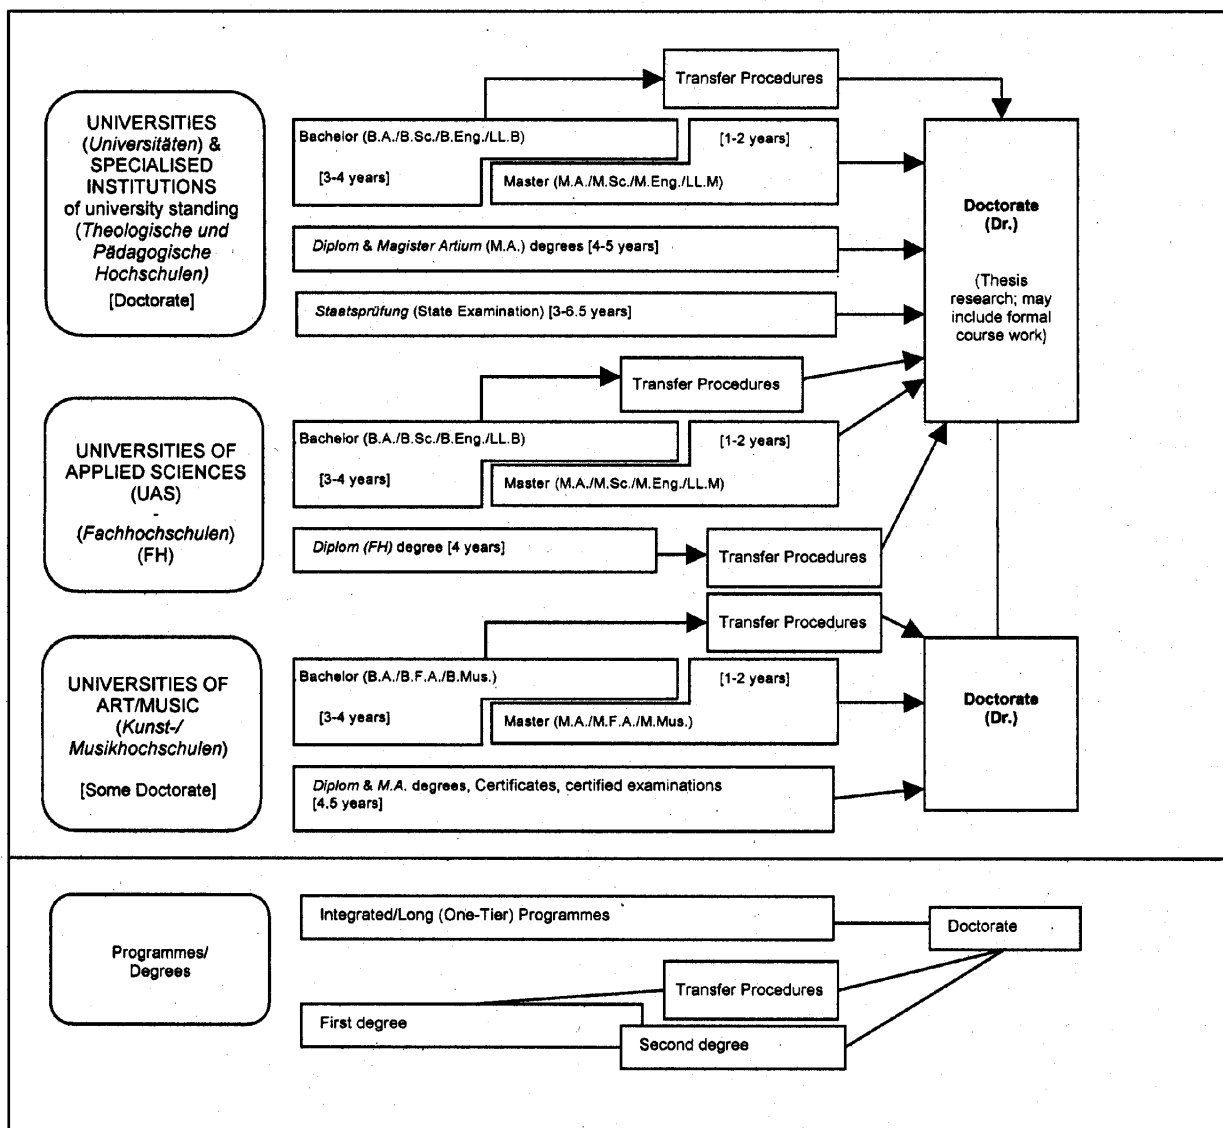 Transfer Procedures
UNIVERSITIES
(Universitäten) &
SPECIALISED
INSTITUTIONS
of university standing
(Theologische und
Pädagogische
Hochschulen)
[Doctorate]
Bachelor (B.A./B.Sc./B.Eng./LL.B)
[3-4 years]
[1-2 years]
Master (M.A./M.Sc./M.Eng./LL.M)
Diplom & Magister Artium (M.A.) degrees [4-5 years]
Staatsprüfung (State Examination) [3-6.5 years]
Doctorate
(Dr.)
(Thesis
research; may
include formal
course work)
Transfer Procedures
UNIVERSITIES OF
APPLIED SCIENCES
(UAS)
-
(Fachhochschulen)
(FH)
Bachelor (B.A./B.Sc./B.Eng./LL.B)
[3-4 years]
[1-2 years]
Master (M.A./M.Sc./M.Eng./LL.M)
Diplom (FH) degree [4 years]
Transfer Procedures
Transfer Procedures
UNIVERSITIES OF
ART/MUSIC
(Kunst-/
Musikhochschulen)
[Some Doctorate]
Bachelor (B.A./B.F.A./B.Mus.)
[3-4 years]
[1-2 years]
Master (M.A./M.F.A./M.Mus.)
Diplom & M.A. degrees, Certificates, certified examinations
[4.5 years]
Doctorate
(Dr.)
Programmes/
Degrees
Integrated/Long (One-Tier) Programmes
Doctorate
Transfer Procedures
First degree
Second degree